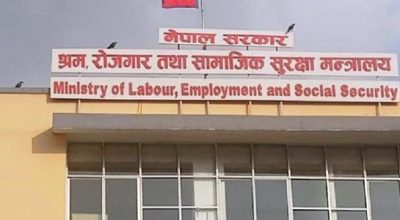 नेपाल सरकार
श्रम, रोजगार तथा सामाजिक सुरक्षा मन्त्रालय
Ministry of Labour, Employment and Social Security